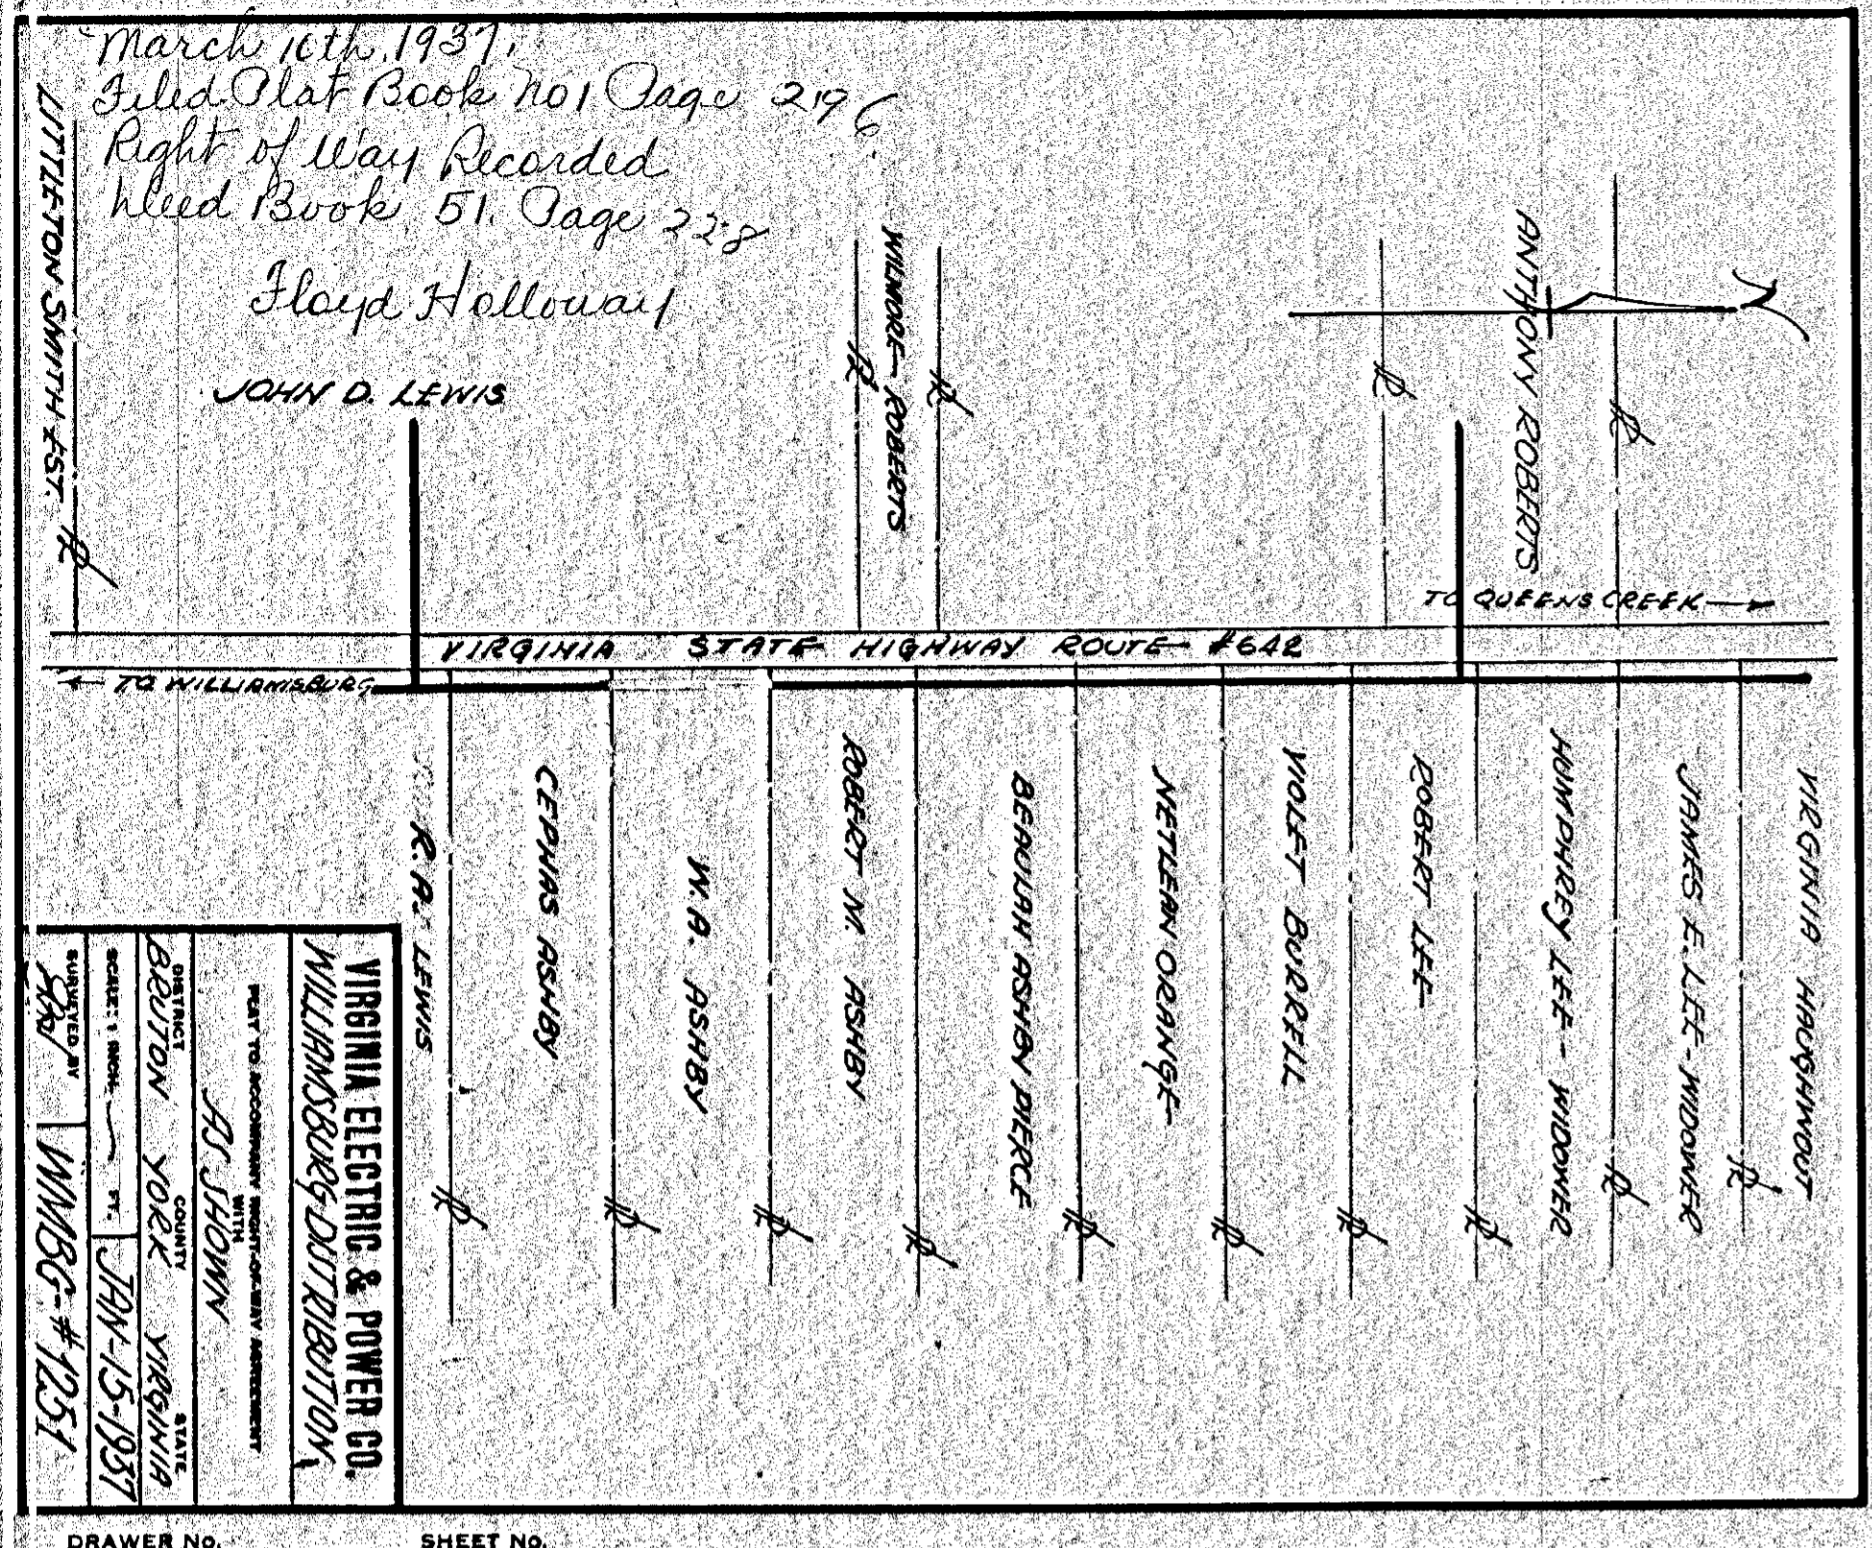 March 16th, 1937.
Filed Plat Book No 1 Page 219
Right of Way Recorded
Deed Book 51. Page 228
Floyd Holloway
LITTLETON SMITH EST.
JOHN D. LEWIS
WILMORE ROBERTS
ANTHONY ROBERTS
TO QUEENS CREEK →
VIRGINIA STATE HIGHWAY ROUTE #642
← TO WILLIAMSBURG
R. A. LEWIS
CEPHAS ASHBY
W. A. ASHBY
ROBERT N. ASHBY
BEAUUAH ASHBY PIERCE
NETLEAN ORANGE
VIOLET BURRELL
ROBERT LEE
HUMPHREY LEE - WIDOWER
JAMES E. LEE - WIDOWER
VIRGINIA
VIRGINIA ELECTRIC & POWER CO.
WILLIAMSBURG DISTRIBUTION
PLAT TO ACCOMPANY RIGHT-OF-WAY AGREEMENT
WITH
AS SHOWN
DISTRICT COUNTY STATE
BRUTON YORK VIRGINIA
SCALE: 1 INCH FT. JAN-15-1937
SURVEYED BY
WMBG-#1251
DRAWER NO. SHEET NO.